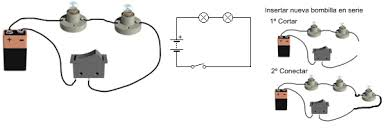 Insertar nueva bombilla en serie
1º Cortar
2º Conectar